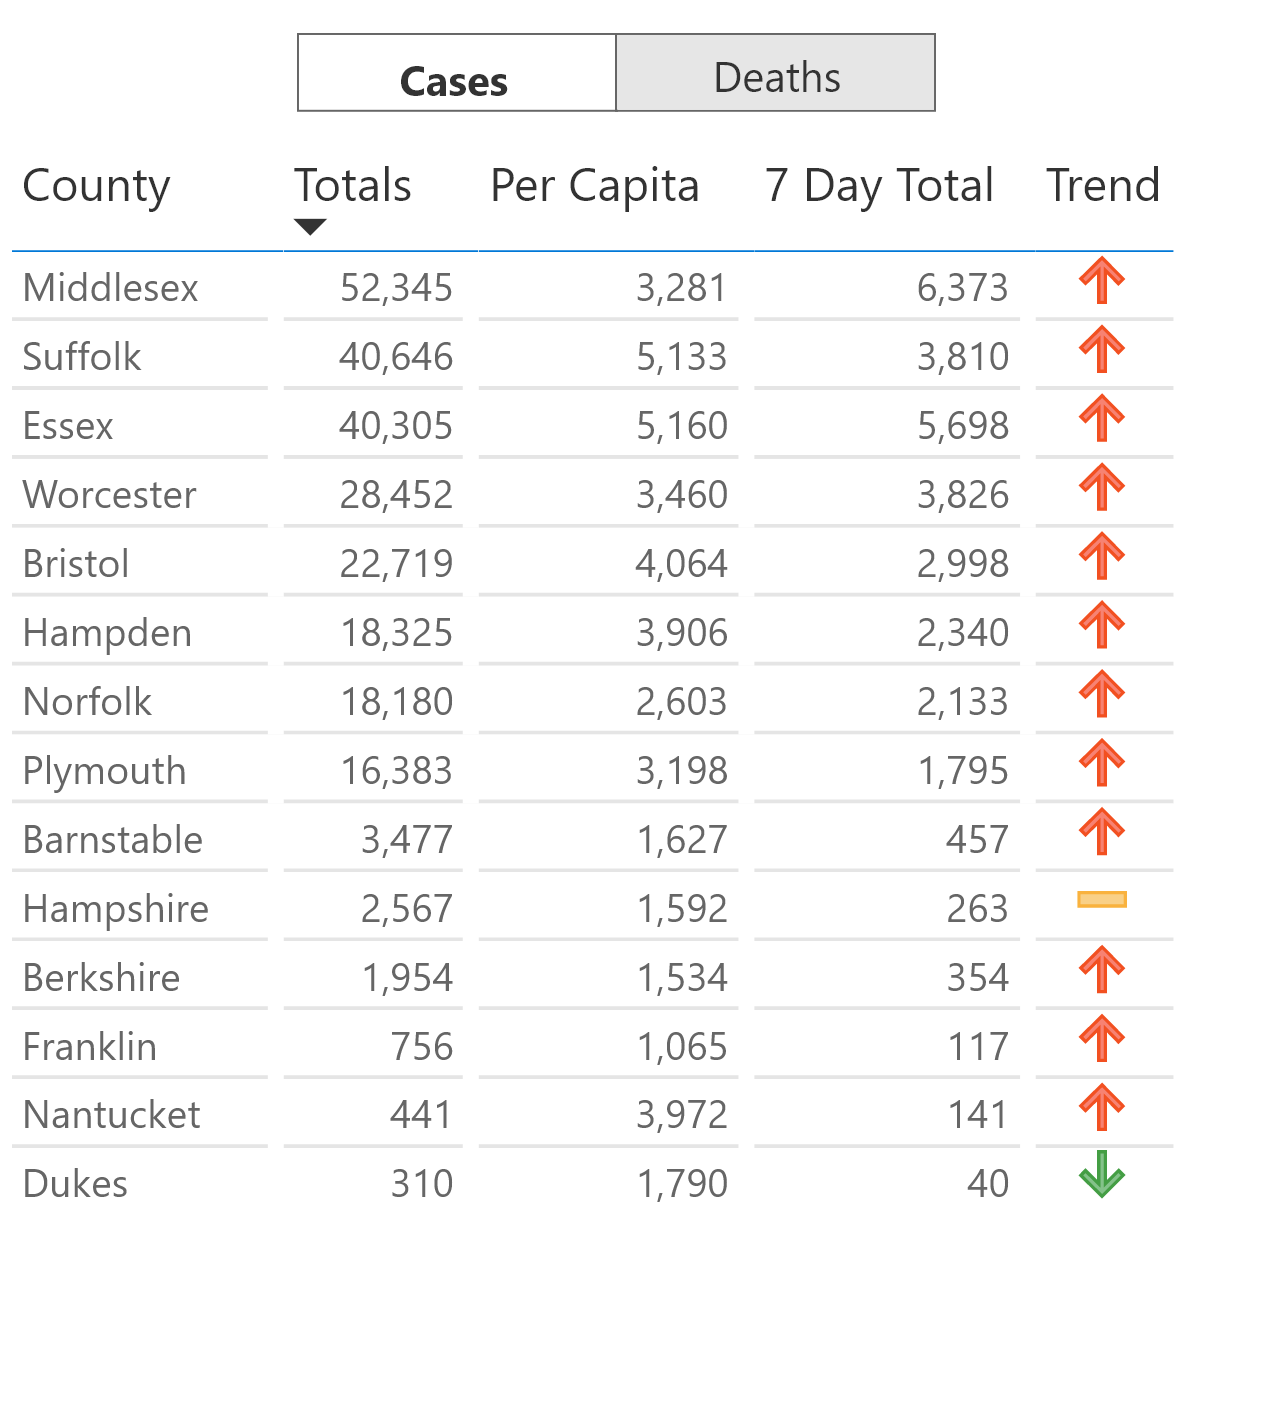 Cases Deaths
County Totals Per Capita 7 Day Total Trend
Middlesex 52,345 3,281 6,373
Suffolk 40,646 5,133 3,810
Essex 40,305 5,160 5,698
Worcester 28,452 3,460 3,826
Bristol 22,719 4,064 2,998
Hampden 18,325 3,906 2,340
Norfolk 18,180 2,603 2,133
Plymouth 16,383 3,198 1,795
Barnstable 3,477 1,627 457
Hampshire 2,567 1,592 263
Berkshire 1,954 1,534 354
Franklin 756 1,065 117
Nantucket 441 3,972 141
Dukes 310 1,790 40